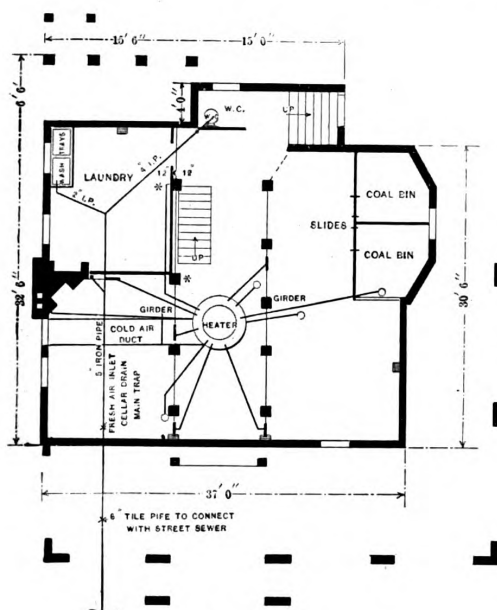 15' 6"
15' 0"
6' 6"
4' 0"
W.C.
W.C.
UP
WASH TRAYS
LAUNDRY
4" I.P.
2" I.P.
12" 12"
COAL BIN
SLIDES
COAL BIN
UP
32' 6"
30' 6"
GIRDER
GIRDER
HEATER
COLD AIR
DUCT
5" IRON PIPE
FRESH AIR INLET
CELLAR DRAIN
MAIN TRAP
37' 0"
6" TILE PIPE TO CONNECT
WITH STREET SEWER